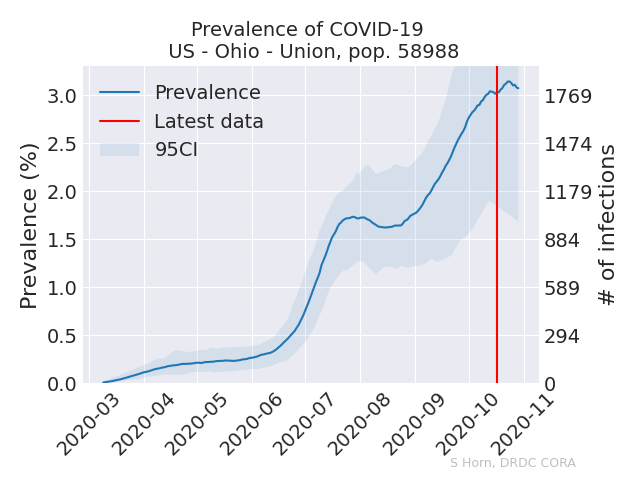 Prevalence of COVID-19
US - Ohio - Union, pop. 58988
Prevalence
Latest data
95CI
Prevalence (%)
3.0
2.5
2.0
1.5
1.0
0.5
0.0
1769
1474
1179
884
589
294
0
# of infections
2020-03
2020-04
2020-05
2020-06
2020-07
2020-08
2020-09
2020-10
2020-11
S Horn, DRDC CORA